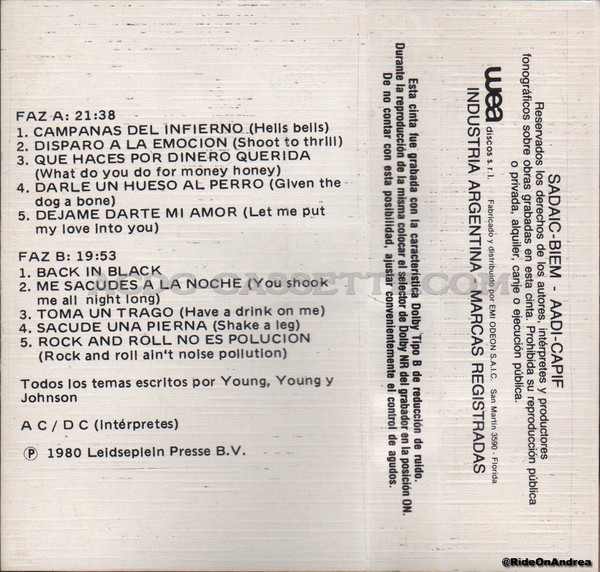 FAZ A: 21:38
1. CAMPANAS DEL INFIERNO (Hells bells)
2. DISPARO A LA EMOCION (Shoot to thrill)
3. QUE HACES POR DINERO QUERIDA
(What do you do for money honey)
4. DARLE UN HUESO AL PERRO (Given the
dog a bone)
5. DEJAME DARTE MI AMOR (Let me put
my love into you)
FAZ B: 19:53
1. BACK IN BLACK
2. ME SACUDES A LA NOCHE (You shook
me all night long)
3. TOMA UN TRAGO (Have a drink on me)
4. SACUDE UNA PIERNA (Shake a leg)
5. ROCK AND ROLL NO ES POLUCION
(Rock and roll ain't noise pollution)
Todos los temas escritos por Young, Young y
Johnson
A C / D C (intérpretes)
Ⓟ 1980 Leidseplein Presse B.V.
Esta cinta fue grabada con la característica Dolby Tipo B de reducción de ruido.
Durante la reproducción de la misma colocar el selector de Dolby NR del grabador en la posición ON.
De no contar con esta posibilidad, ajustar convenientemente el control de agudos.
SADAIC-BIEM - AADI-CAPIF
Reservados los derechos de los autores, intérpretes y productores
fonográficos sobre obras grabadas en esta cinta. Prohibida su reproducción pública
o privada, alquiler, canje o ejecución pública.
wea discos s.r.l. Fabricado y distribuido por EMI ODEON S.A.I.C. San Martín 3590 - Florida
INDUSTRIA ARGENTINA - MARCAS REGISTRADAS
@RideOnAndrea